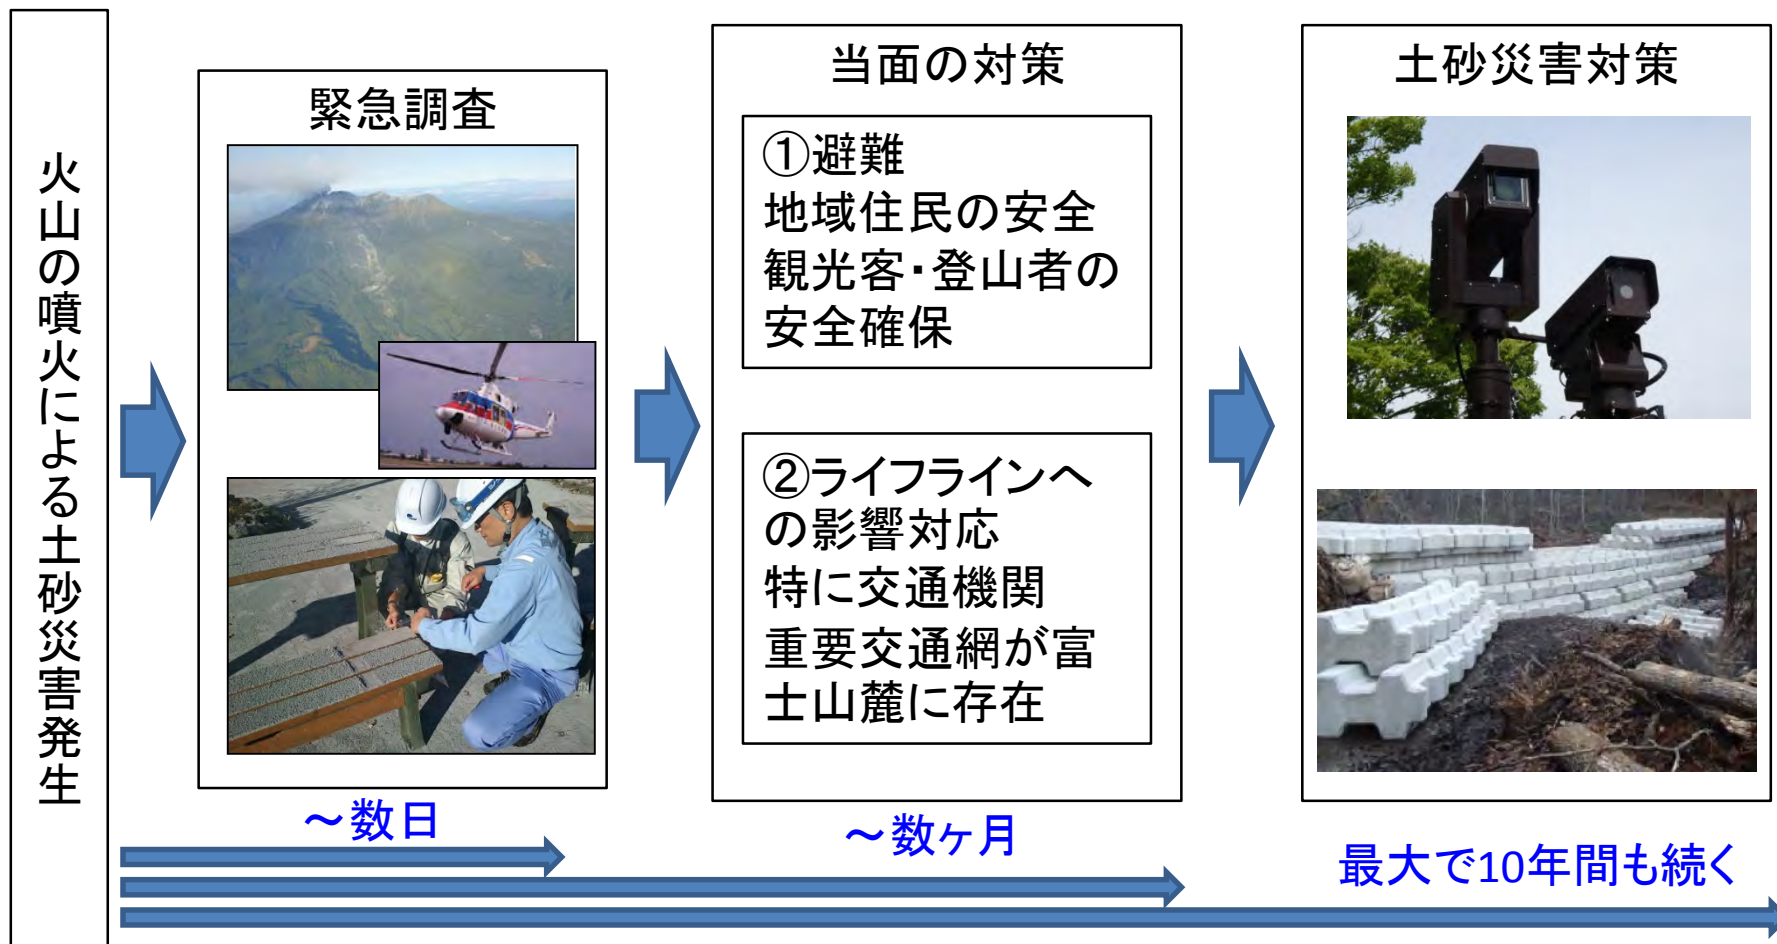 火山の噴火による土砂災害発生
緊急調査
～数日
当面の対策
①避難
地域住民の安全
観光客・登山者の
安全確保
②ライフラインへ
の影響対応
特に交通機関
重要交通網が富
士山麓に存在
～数ヶ月
土砂災害対策
最大で10年間も続く